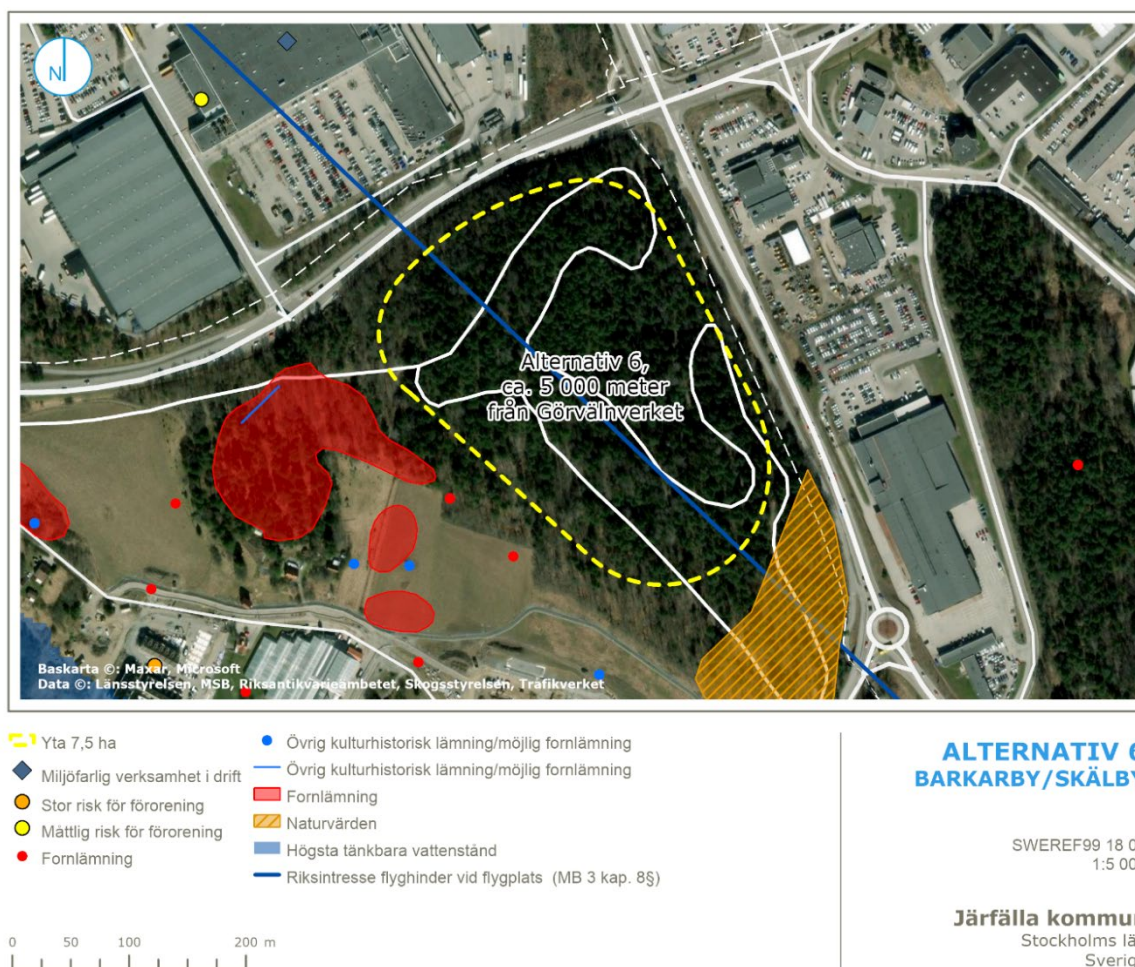 N
Alternativ 6,
ca. 5 000 meter
från Görvälnverket
Baskarta ©: Maxar, Microsoft
Data ©: Länsstyrelsen, MSB, Riksantikvarieämbetet, Skogsstyrelsen, Trafikverket
Yta 7,5 ha
Miljöfarlig verksamhet i drift
Stor risk för förorening
Måttlig risk för förorening
Fornlämning
Övrig kulturhistorisk lämning/möjlig fornlämning
Övrig kulturhistorisk lämning/möjlig fornlämning
Fornlämning
Naturvärden
Högsta tänkbara vattenstånd
Riksintresse flyghinder vid flygplats (MB 3 kap. 8§)
0 50 100 200 m
ALTERNATIV 6
BARKARBY/SKÄLBY
SWEREF99 18 0
1:5 00
Järfälla kommu
Stockholms lä
Sverig